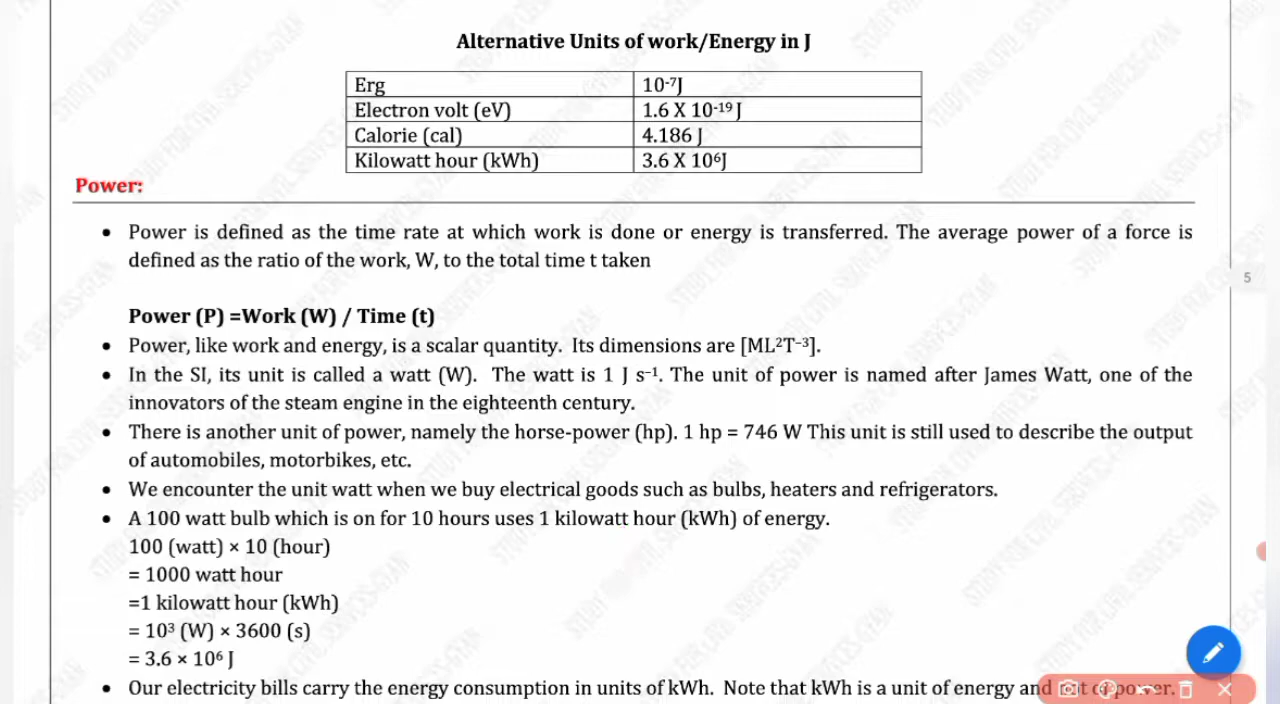 Alternative Units of work/Energy in J
Erg 10⁻⁷J
Electron volt (eV) 1.6 X 10⁻¹⁹ J
Calorie (cal) 4.186 J
Kilowatt hour (kWh) 3.6 X 10⁶J
Power:
• Power is defined as the time rate at which work is done or energy is transferred. The average power of a force is
defined as the ratio of the work, W, to the total time t taken
5
Power (P) =Work (W) / Time (t)
• Power, like work and energy, is a scalar quantity. Its dimensions are [ML²T⁻³].
• In the SI, its unit is called a watt (W). The watt is 1 J s⁻¹. The unit of power is named after James Watt, one of the
innovators of the steam engine in the eighteenth century.
• There is another unit of power, namely the horse-power (hp). 1 hp = 746 W This unit is still used to describe the output
of automobiles, motorbikes, etc.
• We encounter the unit watt when we buy electrical goods such as bulbs, heaters and refrigerators.
• A 100 watt bulb which is on for 10 hours uses 1 kilowatt hour (kWh) of energy.
100 (watt) × 10 (hour)
= 1000 watt hour
=1 kilowatt hour (kWh)
= 10³ (W) × 3600 (s)
= 3.6 × 10⁶ J
• Our electricity bills carry the energy consumption in units of kWh. Note that kWh is a unit of energy and not of power.
STUDY FOR CIVIL SERVICES-GYAN